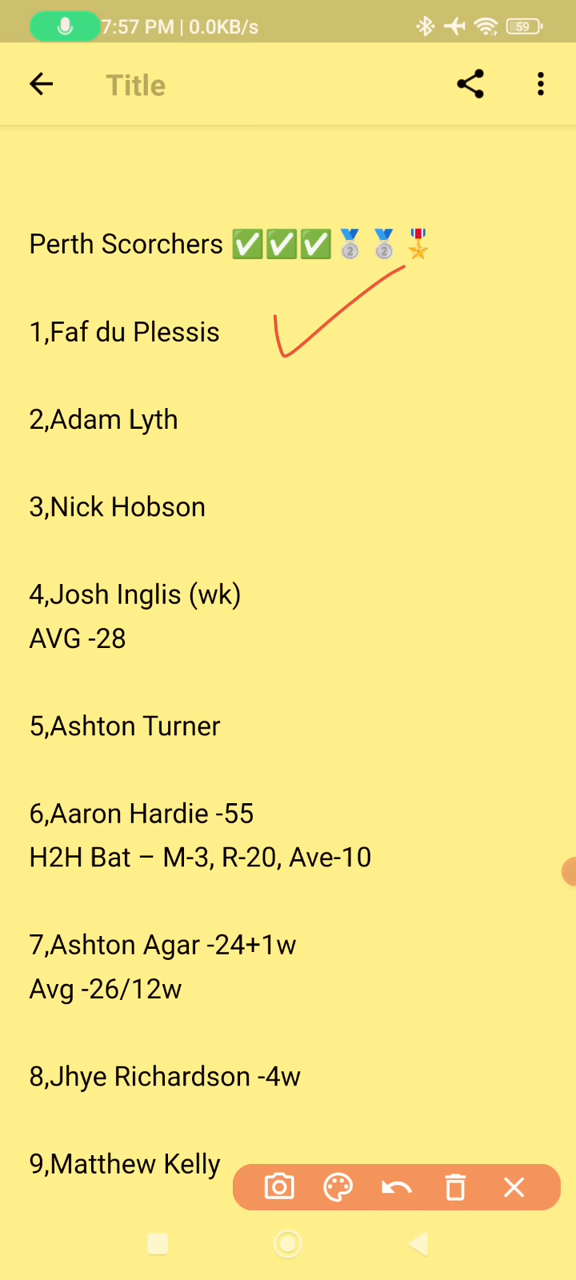 7:57 PM | 0.0KB/s
59
Title
Perth Scorchers ✅✅✅🥈🥈🎖
1,Faf du Plessis
2,Adam Lyth
3,Nick Hobson
4,Josh Inglis (wk)
AVG -28
5,Ashton Turner
6,Aaron Hardie -55
H2H Bat – M-3, R-20, Ave-10
7,Ashton Agar -24+1w
Avg -26/12w
8,Jhye Richardson -4w
9,Matthew Kelly